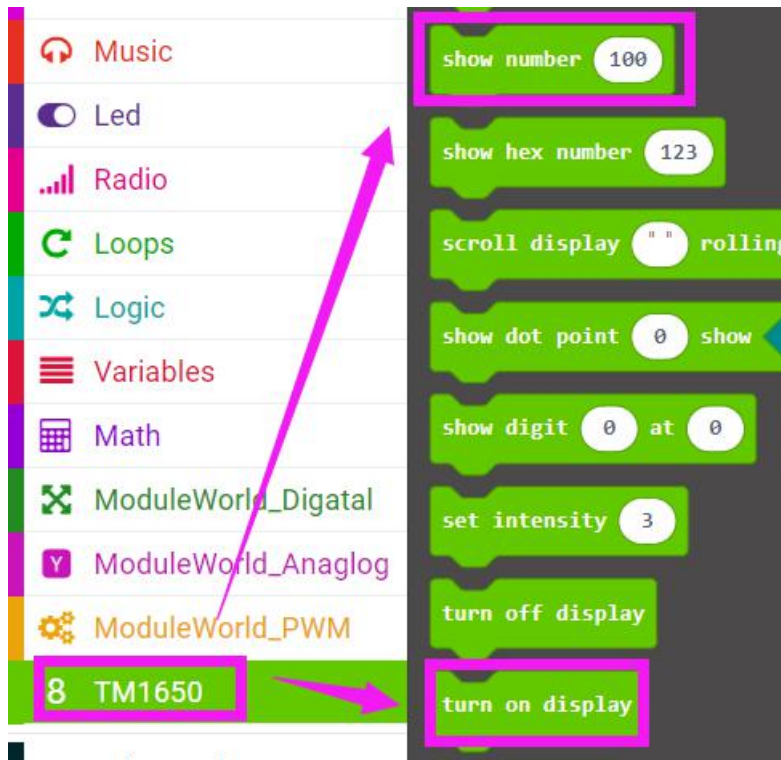 Music
Led
Radio
Loops
Logic
Variables
Math
ModuleWorld_Digatal
Y ModuleWorld_Anaglog
ModuleWorld_PWM
8 TM1650
show number 100
show hex number 123
scroll display " " rolling
show dot point 0 show
show digit 0 at 0
set intensity 3
turn off display
turn on display